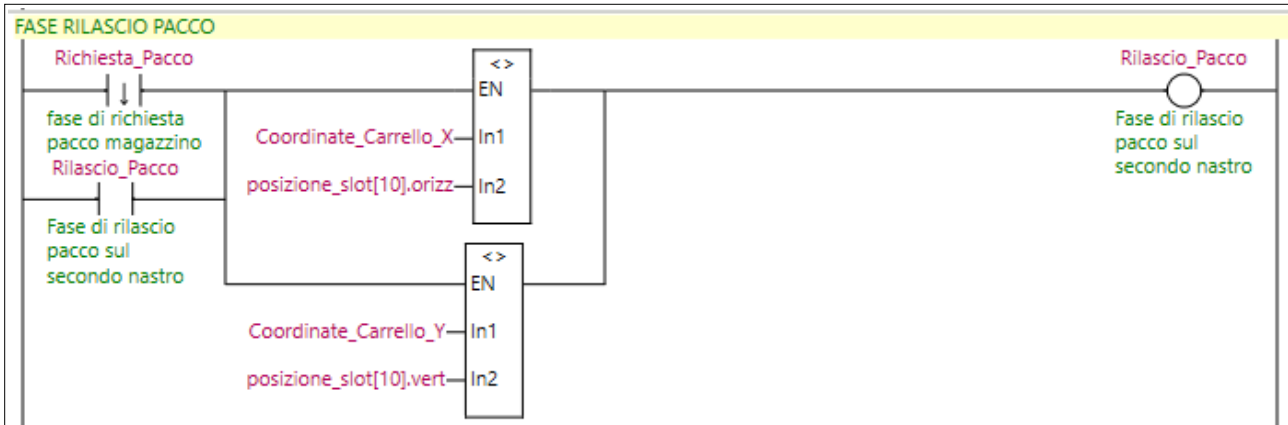 FASE RILASCIO PACCO
Richiesta_Pacco
fase di richiesta
pacco magazzino
Rilascio_Pacco
Fase di rilascio
pacco sul
secondo nastro
<>
EN
Coordinate_Carrello_X
In1
posizione_slot[10].orizz
In2
<>
EN
Coordinate_Carrello_Y
In1
posizione_slot[10].vert
In2
Rilascio_Pacco
Fase di rilascio
pacco sul
secondo nastro